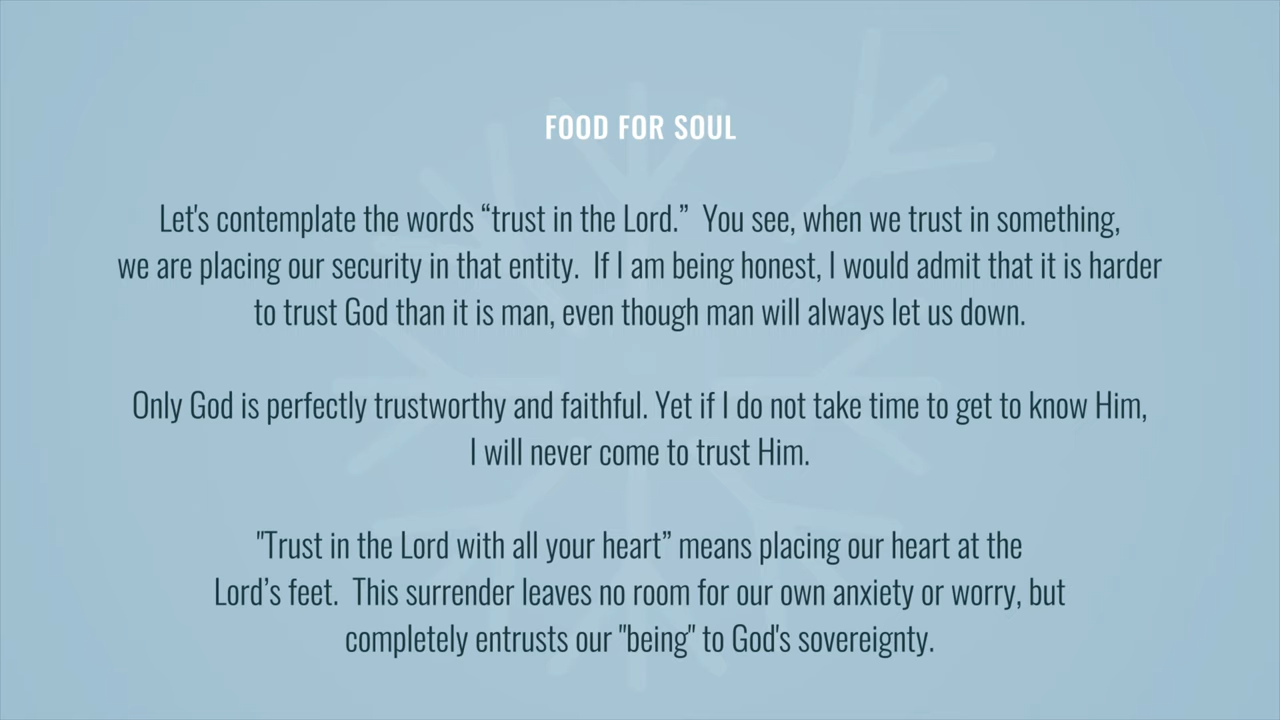 FOOD FOR SOUL
Let's contemplate the words “trust in the Lord.”  You see, when we trust in something,
we are placing our security in that entity.  If I am being honest, I would admit that it is harder
to trust God than it is man, even though man will always let us down.
Only God is perfectly trustworthy and faithful. Yet if I do not take time to get to know Him,
I will never come to trust Him.
"Trust in the Lord with all your heart” means placing our heart at the
Lord’s feet.  This surrender leaves no room for our own anxiety or worry, but
completely entrusts our "being" to God's sovereignty.